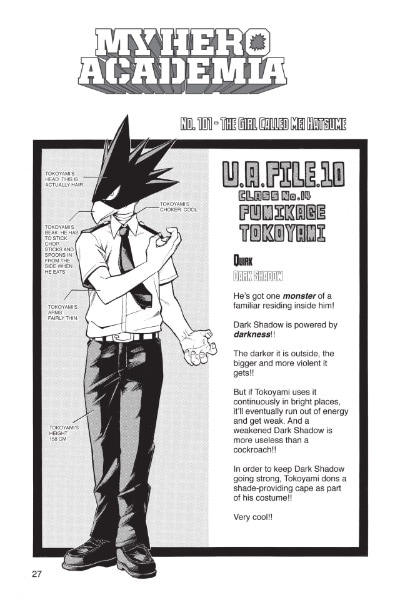 MY HERO
ACADEMIA
No. 101 - The Girl Called Mei Hatsume
TOKOYAMI'S
HEAD: THIS IS
ACTUALLY HAIR.
TOKOYAMI'S
CHOKER: COOL
TOKOYAMI'S
BEAK: HE HAS
TO STICK
CHOP-
STICKS AND
SPOONS IN
FROM THE
SIDE WHEN
HE EATS
TOKOYAMI'S
ARMS:
FAIRLY THIN.
TOKOYAMI'S
HEIGHT:
158 CM
U.A.FILE.10
CLASS No.14
FUMIKAGE
TOKOYAMI
Quirk
DARK SHADOW
He's got one monster of a
familiar residing inside him!
Dark Shadow is powered by
darkness!!
The darker it is outside, the
bigger and more violent it
gets!!
But if Tokoyami uses it
continuously in bright places,
it'll eventually run out of energy
and get weak. And a
weakened Dark Shadow is
more useless than a
cockroach!!
In order to keep Dark Shadow
going strong, Tokoyami dons a
shade-providing cape as part
of his costume!!
Very cool!!
27